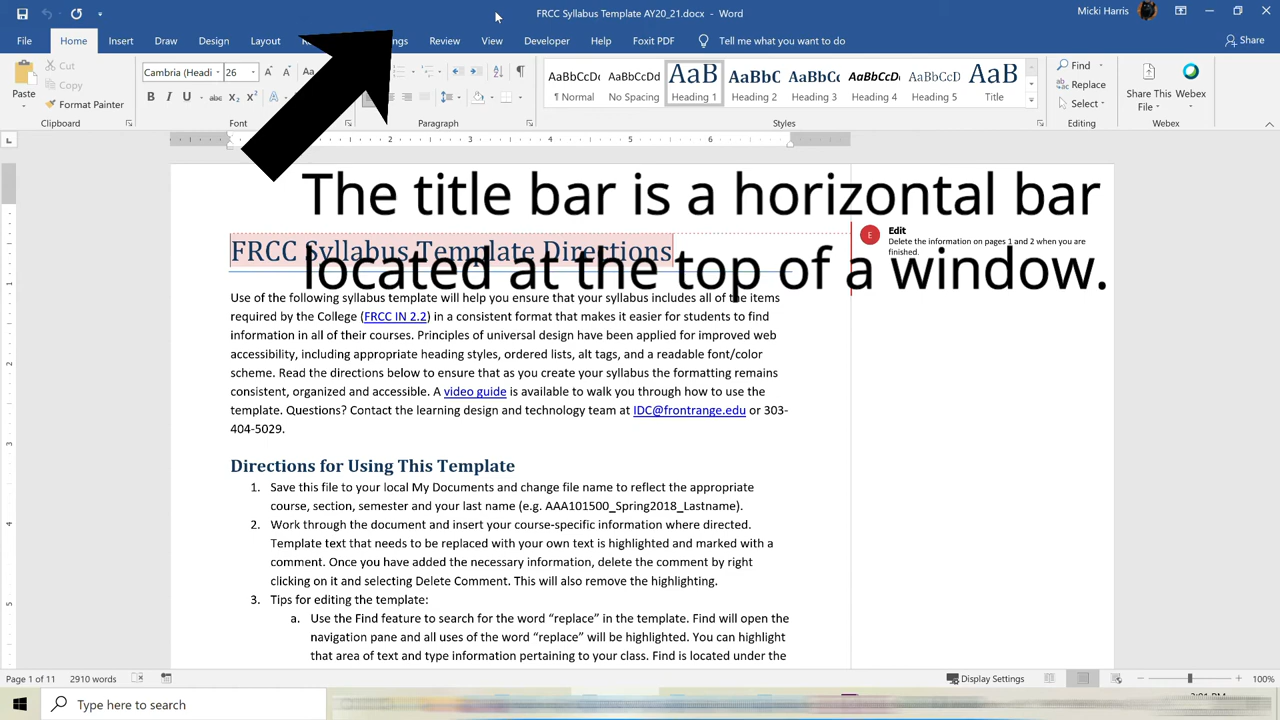 FRCC Syllabus Template AY20_21.docx - Word
Micki Harris
File Home Insert Draw Design Layout Review View Developer Help Foxit PDF Tell me what you want to do
Share
Paste
Cut
Copy
Format Painter
Clipboard
Cambria (Headi 26
B I U abc X₂ X²
Font
Paragraph
AaBbCcDc AaBbCcDc AaB AaBbC AaBbCc AaBbCcDı AaBbCcD AaB
¶ Normal No Spacing Heading 1 Heading 2 Heading 3 Heading 4 Heading 5 Title
Styles
Find
Replace
Select
Editing
Share This File
Webex
Webex
2 3 4 5 6
The title bar is a horizontal bar
located at the top of a window.
FRCC Syllabus Template Directions
E
Edit
Delete the information on pages 1 and 2 when you are
finished.
Use of the following syllabus template will help you ensure that your syllabus includes all of the items
required by the College (FRCC IN 2.2) in a consistent format that makes it easier for students to find
information in all of their courses. Principles of universal design have been applied for improved web
accessibility, including appropriate heading styles, ordered lists, alt tags, and a readable font/color
scheme. Read the directions below to ensure that as you create your syllabus the formatting remains
consistent, organized and accessible. A video guide is available to walk you through how to use the
template. Questions? Contact the learning design and technology team at IDC@frontrange.edu or 303-
404-5029.
Directions for Using This Template
1. Save this file to your local My Documents and change file name to reflect the appropriate
course, section, semester and your last name (e.g. AAA101500_Spring2018_Lastname).
2. Work through the document and insert your course-specific information where directed.
Template text that needs to be replaced with your own text is highlighted and marked with a
comment. Once you have added the necessary information, delete the comment by right
clicking on it and selecting Delete Comment. This will also remove the highlighting.
3. Tips for editing the template:
a. Use the Find feature to search for the word “replace” in the template. Find will open the
navigation pane and all uses of the word “replace” will be highlighted. You can highlight
that area of text and type information pertaining to your class. Find is located under the
1
2
3
4
5
Page 1 of 11 2910 words
Display Settings
100%
Type here to search